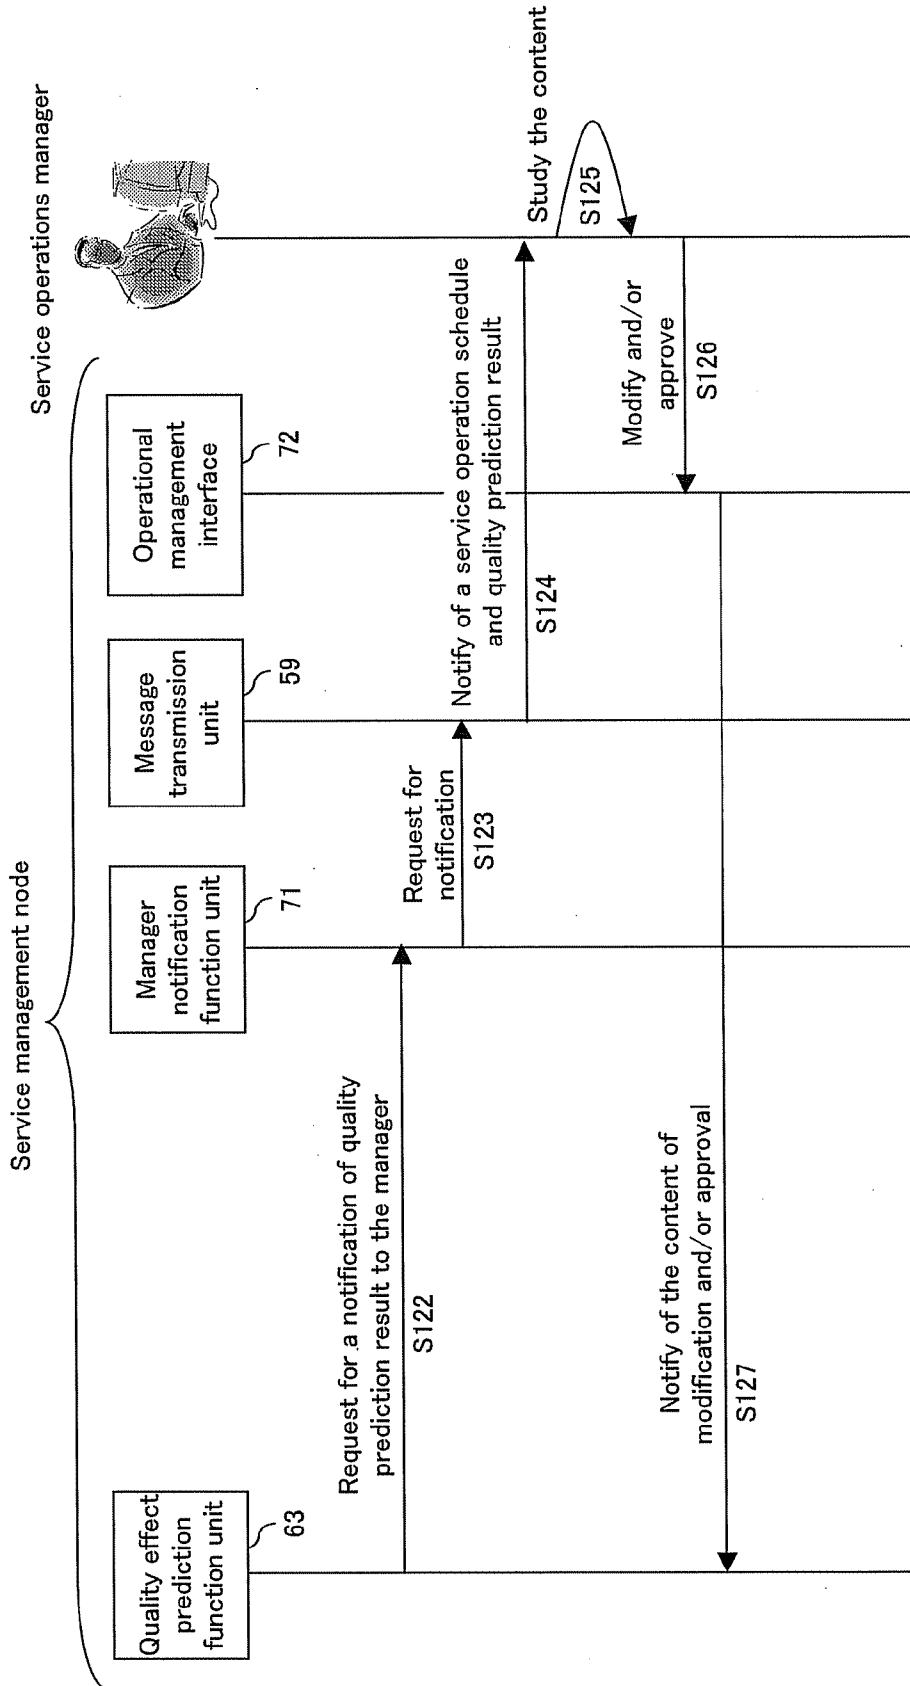 Service management node
Service operations manager
Quality effect
prediction
function unit
63
Manager
notification
function unit
71
Message
transmission
unit
59
Operational
management
interface
72
Request for a notification of quality
prediction result to the manager
S122
Request for
notification
S123
Notify of a service operation schedule
and quality prediction result
S124
Study the content
S125
Modify and/or
approve
S126
Notify of the content of
modification and/or approval
S127